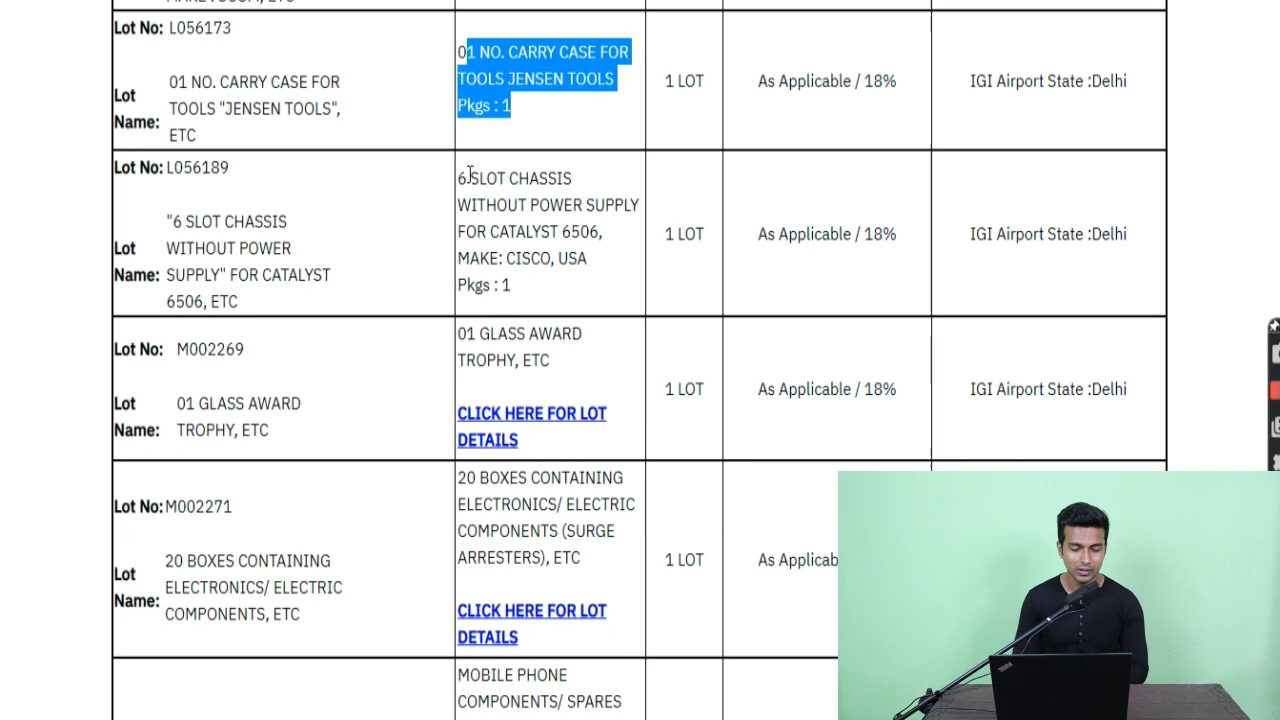 Lot No: L056173
Lot Name: 01 NO. CARRY CASE FOR
TOOLS "JENSEN TOOLS",
ETC
01 NO. CARRY CASE FOR
TOOLS JENSEN TOOLS
Pkgs : 1
1 LOT
As Applicable / 18%
IGI Airport State :Delhi
Lot No: L056189
Lot Name: "6 SLOT CHASSIS
WITHOUT POWER
SUPPLY" FOR CATALYST
6506, ETC
6 SLOT CHASSIS
WITHOUT POWER SUPPLY
FOR CATALYST 6506,
MAKE: CISCO, USA
Pkgs : 1
1 LOT
As Applicable / 18%
IGI Airport State :Delhi
Lot No: M002269
Lot Name: 01 GLASS AWARD
TROPHY, ETC
01 GLASS AWARD
TROPHY, ETC
CLICK HERE FOR LOT
DETAILS
1 LOT
As Applicable / 18%
IGI Airport State :Delhi
Lot No: M002271
Lot Name: 20 BOXES CONTAINING
ELECTRONICS/ ELECTRIC
COMPONENTS, ETC
20 BOXES CONTAINING
ELECTRONICS/ ELECTRIC
COMPONENTS (SURGE
ARRESTERS), ETC
CLICK HERE FOR LOT
DETAILS
1 LOT
As
MOBILE PHONE
COMPONENTS/ SPARES